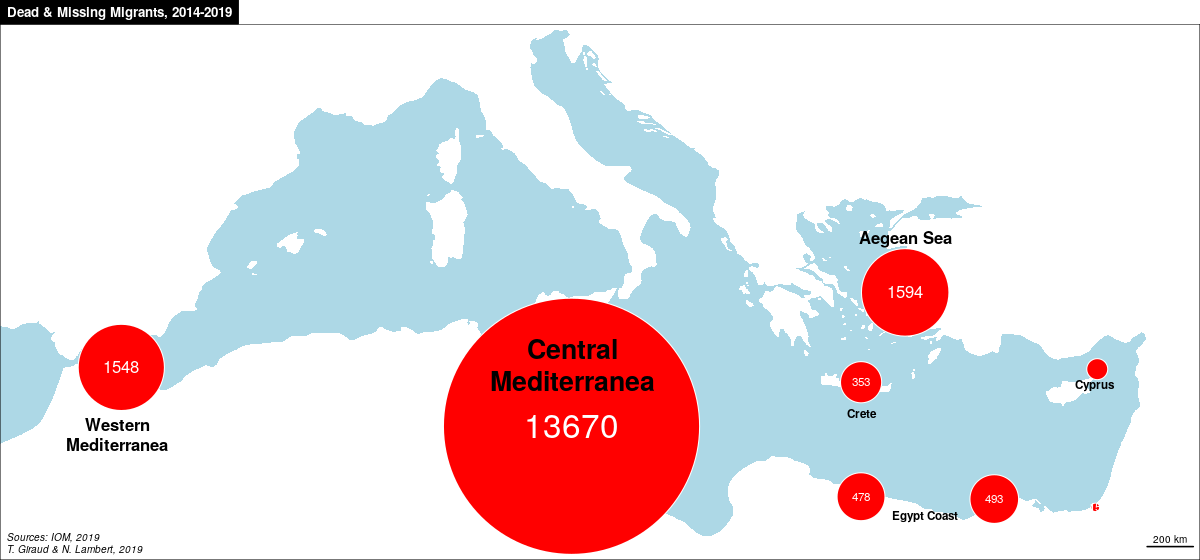 Dead & Missing Migrants, 2014-2019
Aegean Sea
1594
Central
Mediterranea
13670
1548
Western
Mediterranea
353
Crete
Cyprus
478
493
Egypt Coast
Sources: IOM, 2019
T. Giraud & N. Lambert, 2019
200 km